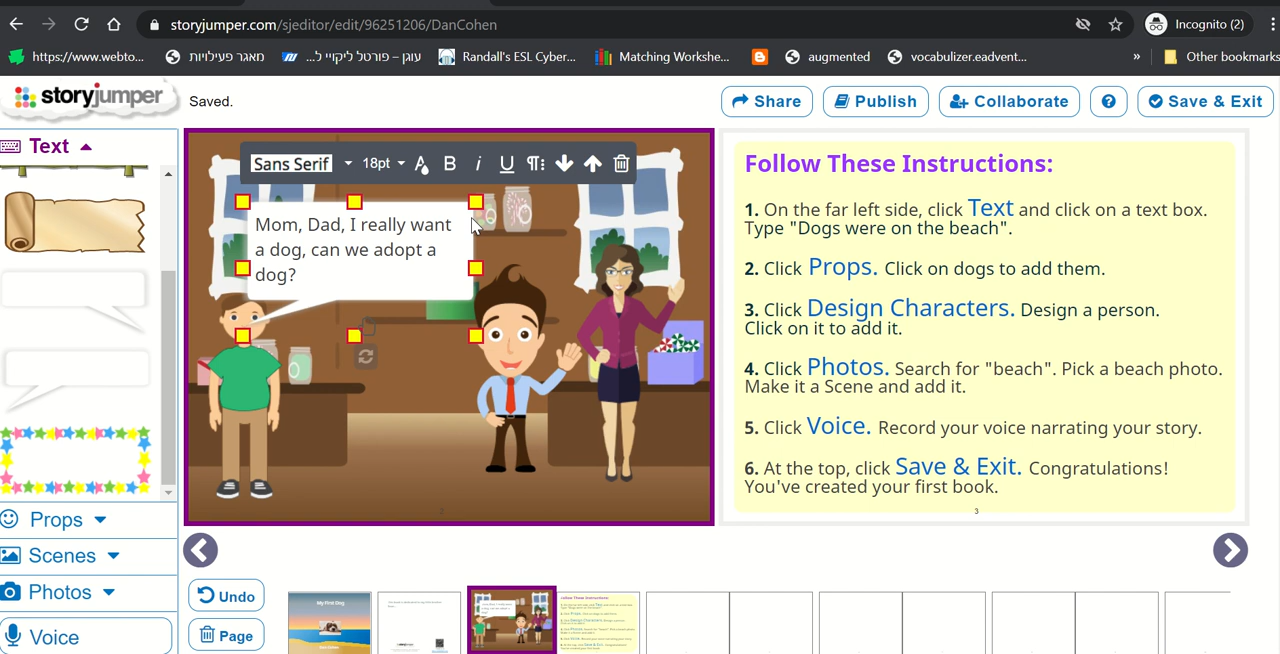 storyjumper.com/sjeditor/edit/96251206/DanCohen
Incognito (2)
https://www.webto...
מאגר פעילויות
עוגן – פורטל ליקויי ל...
Randall's ESL Cyber...
Matching Workshe...
augmented
vocabulizer.eadvent...
»
Other bookmarks
storyjumper
Saved.
Share
Publish
Collaborate
?
Save & Exit
Text
Sans Serif
18pt
B i U
Mom, Dad, I really want
a dog, can we adopt a
dog?
Follow These Instructions:
1. On the far left side, click Text and click on a text box.
Type "Dogs were on the beach".
2. Click Props. Click on dogs to add them.
3. Click Design Characters. Design a person.
Click on it to add it.
4. Click Photos. Search for "beach". Pick a beach photo.
Make it a Scene and add it.
5. Click Voice. Record your voice narrating your story.
6. At the top, click Save & Exit. Congratulations!
You've created your first book.
2
3
Props
Scenes
Photos
Voice
Undo
Page
My First Dog
Follow These Instructions: